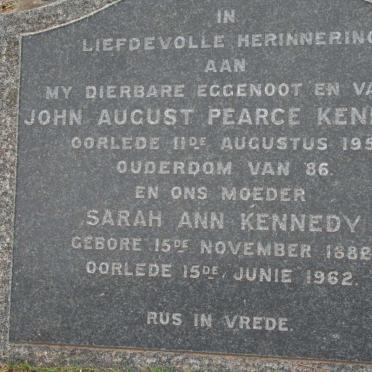 IN
LIEFDEVOLLE HERINNERING
AAN
MY DIERBARE EGGENOOT EN VA
JOHN AUGUST PEARCE KEN
OORLEDE 11DE AUGUSTUS 195
OUDERDOM VAN 86.
EN ONS MOEDER
SARAH ANN KENNEDY
GEBORE 15DE NOVEMBER 1882
OORLEDE 15DE JUNIE 1962.
RUS IN VREDE.